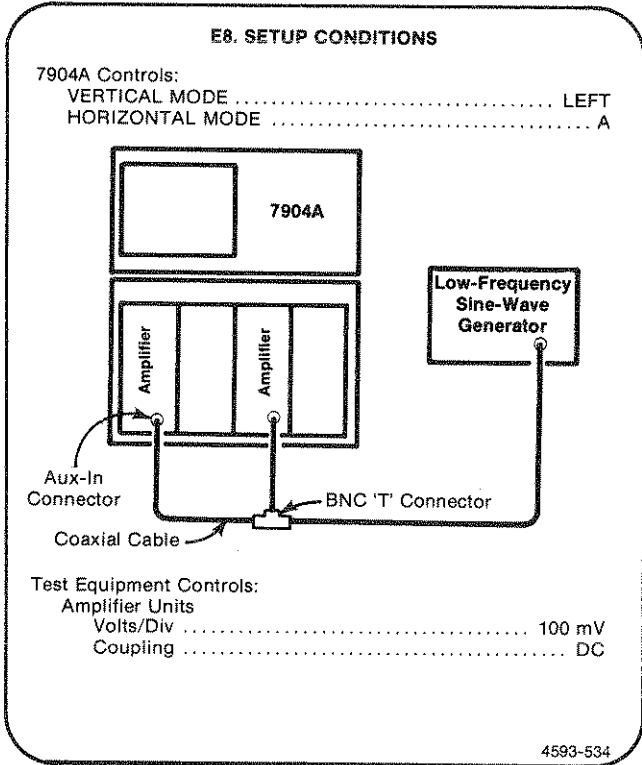 E8. SETUP CONDITIONS
7904A Controls:
VERTICAL MODE ................................ LEFT
HORIZONTAL MODE ................................ A
7904A
Low-Frequency
Sine-Wave
Generator
Amplifier
Amplifier
Aux-In
Connector
BNC 'T' Connector
Coaxial Cable
Test Equipment Controls:
Amplifier Units
Volts/Div ................................ 100 mV
Coupling ................................ DC
4593-534